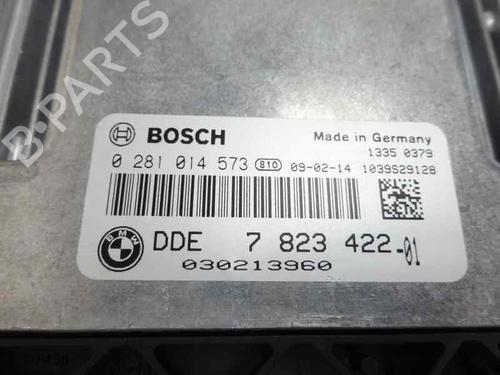 B-Parts
BOSCH
Made in Germany
1335 0379
0 281 014 573 810 09-02-14 1039S29128
BMW
DDE 7 823 422-01
030213960